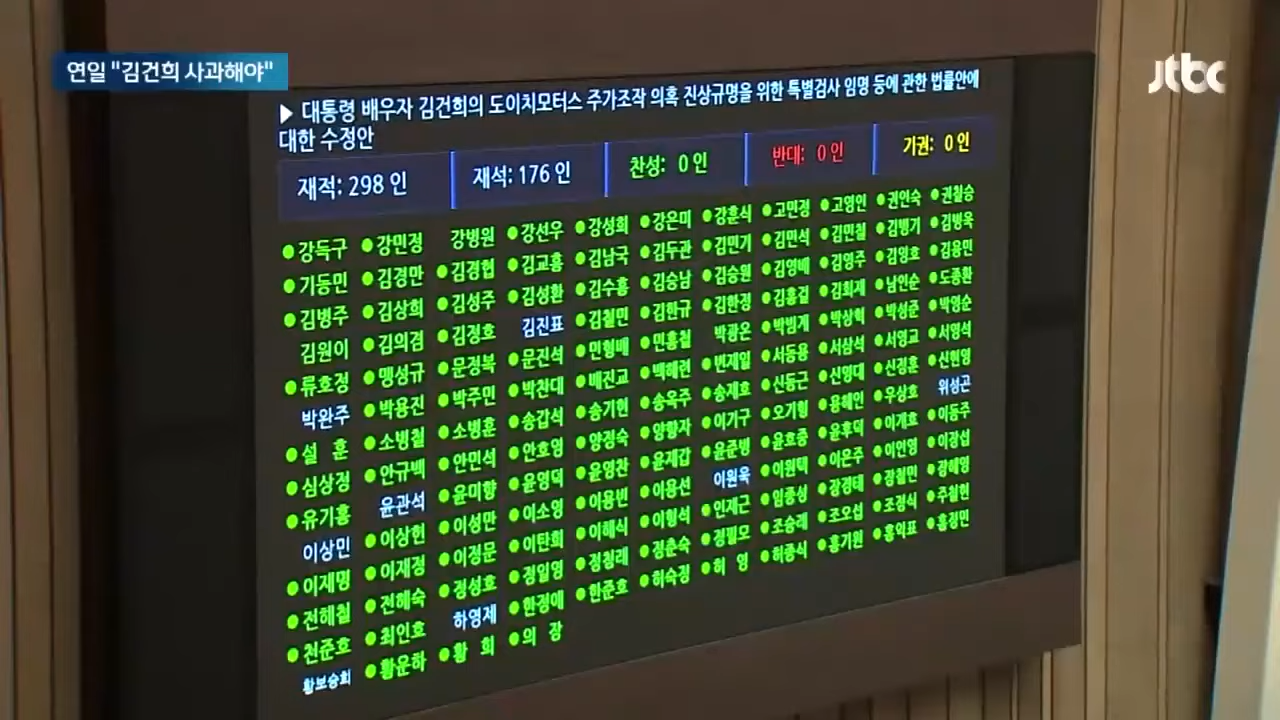 연일 "김건희 사과해야"
jtbc
▶ 대통령 배우자 김건희의 도이치모터스 주가조작 의혹 진상규명을 위한 특별검사 임명 등에 관한 법률안에
대한 수정안
재적: 298 인 재석: 176 인 찬성: 0 인 반대: 0 인 기권: 0 인
강득구 강민정 강병원 강선우 강성희 강은미 강훈식 고민정 고영인 권인숙 권칠승
기동민 김경만 김경협 김교흥 김남국 김두관 김민기 김민석 김민철 김병기 김병욱
김병주 김상희 김성주 김성환 김수흥 김승남 김승원 김영배 김영주 김영호 김용민
김원이 김의겸 김정호 김진표 김철민 김한규 김한정 김홍걸 김회재 남인순 도종환
류호정 맹성규 문정복 문진석 민형배 민홍철 박광온 박범계 박상혁 박성준 박영순
박완주 박용진 박주민 박찬대 배진교 백혜련 변재일 서동용 서삼석 서영교 서영석
설 훈 소병철 소병훈 송갑석 송기헌 송옥주 송재호 신동근 신영대 신정훈 신현영
심상정 안규백 안민석 안호영 양정숙 양향자 어기구 오기형 용혜인 우상호 위성곤
유기홍 윤관석 윤미향 윤영덕 윤영찬 윤재갑 윤준병 윤호중 윤후덕 이개호 이동주
이상민 이상헌 이성만 이소영 이용빈 이용선 이원욱 이원택 이은주 이인영 이장섭
이재명 이재정 이정문 이탄희 이해식 이형석 인재근 임종성 장경태 장철민 장혜영
전해철 전혜숙 정성호 정일영 정청래 정춘숙 정필모 조승래 조오섭 조정식 주철현
천준호 최인호 하영제 한정애 한준호 허숙정 허 영 허종식 홍기원 홍익표 홍정민
황보승희 황운하 황 희 의 장